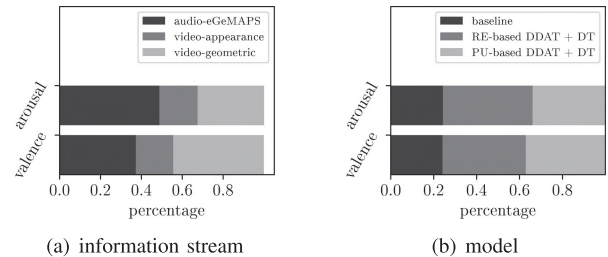 audio-eGeMAPS
video-appearance
video-geometric
arousal
valence
0.0 0.2 0.4 0.6 0.8
percentage
(a) information stream
baseline
RE-based DDAT + DT
PU-based DDAT + DT
arousal
valence
0.0 0.2 0.4 0.6 0.8
percentage
(b) model